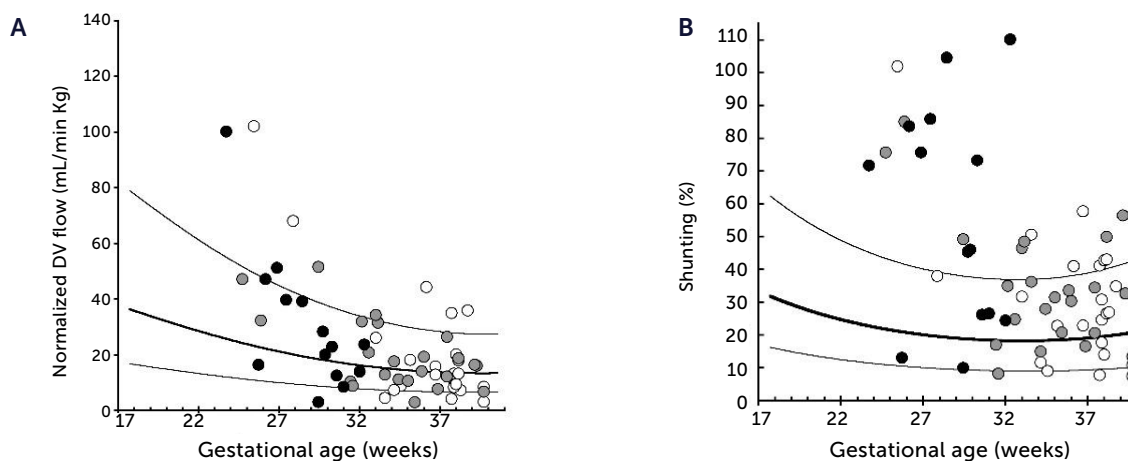 A
Normalized DV flow (mL/min Kg)
140
120
100
80
60
40
20
0
17 22 27 32 37
Gestational age (weeks)
B
Shunting (%)
110
100
90
80
70
60
50
40
30
20
10
0
17 22 27 32 37
Gestational age (weeks)